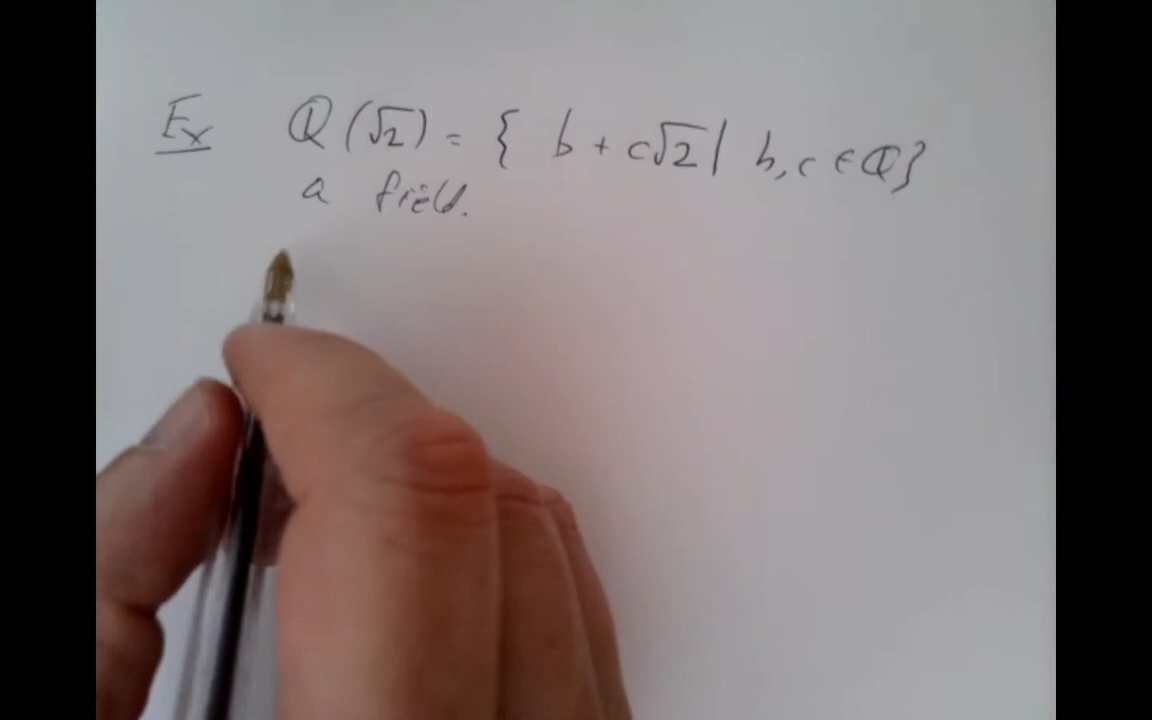 Ex ℚ(√2) = { b + c√2 | b, c ∈ ℚ}
a field.